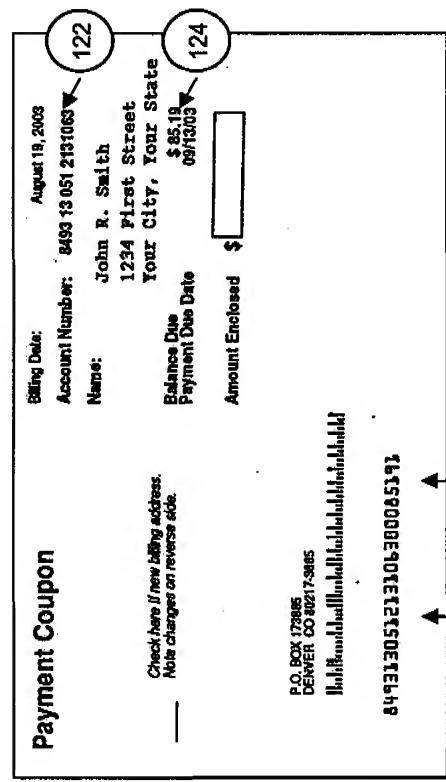 122
124
Payment Coupon
Billing Date: August 19, 2003
Account Number: 8493 13 051 2131063
Name: John R. Smith
1234 First Street
Your City, Your State
Check here if new billing address.
Note changes on reverse side.
Balance Due $ 85.19
Payment Due Date 09/13/03
Amount Enclosed $
P.O. BOX 173885
DENVER CO 80217-3885
849313051213106300085191